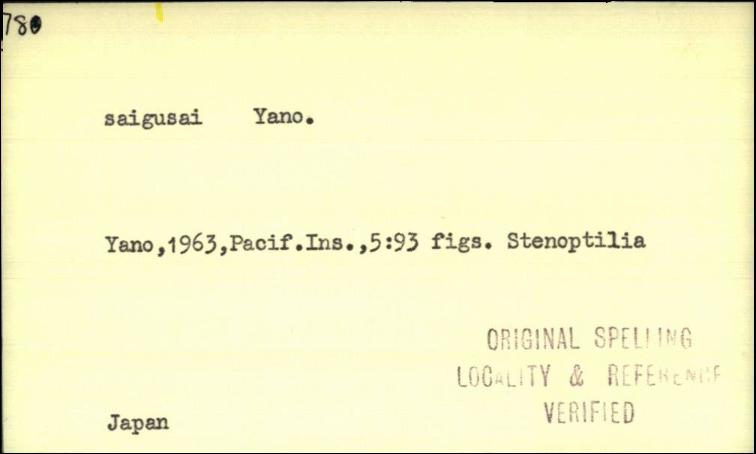 780
saigusai Yano.
Yano,1963,Pacif.Ins.,5:93 figs. Stenoptilia
ORIGINAL SPELLING
LOCALITY & REFERENCE
VERIFIED
Japan